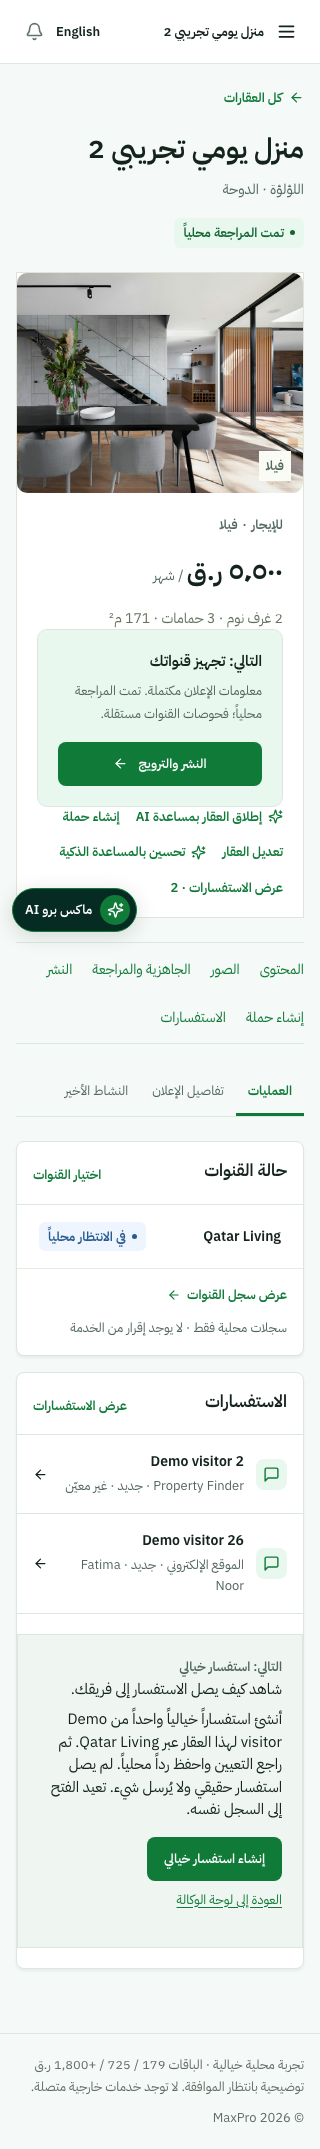 منزل يومي تجريبي 2
English
كل العقارات
منزل يومي تجريبي 2
اللؤلؤة · الدوحة
تمت المراجعة محلياً
فيلا
للإيجار · فيلا
٥٬٥٠٠ ر.ق / شهر
2 غرف نوم · 3 حمامات · 171 م²
التالي: تجهيز قنواتك
معلومات الإعلان مكتملة. تمت المراجعة
محلياً؛ فحوصات القنوات مستقلة.
النشر والترويج
إطلاق العقار بمساعدة AI
إنشاء حملة
تعديل العقار
تحسين بالمساعدة الذكية
عرض الاستفسارات · 2
ماكس برو AI
المحتوى
الصور
الجاهزية والمراجعة
النشر
إنشاء حملة
الاستفسارات
العمليات
تفاصيل الإعلان
النشاط الأخير
حالة القنوات
اختيار القنوات
Qatar Living
في الانتظار محلياً
عرض سجل القنوات
سجلات محلية فقط · لا يوجد إقرار من الخدمة
الاستفسارات
عرض الاستفسارات
Demo visitor 2
Property Finder · جديد · غير معيّن
Demo visitor 26
الموقع الإلكتروني · جديد · Fatima
Noor
التالي: استفسار خيالي
شاهد كيف يصل الاستفسار إلى فريقك.
أنشئ استفساراً خيالياً واحداً من Demo
visitor لهذا العقار عبر Qatar Living. ثم
راجع التعيين واحفظ رداً محلياً. لم يصل
استفسار حقيقي ولا يُرسل شيء. تعيد الفتح
إلى السجل نفسه.
إنشاء استفسار خيالي
العودة إلى لوحة الوكالة
تجربة محلية خيالية · الباقات 179 / 725 / +1,800 ر.ق
توضيحية بانتظار الموافقة. لا توجد خدمات خارجية متصلة.
© 2026 MaxPro